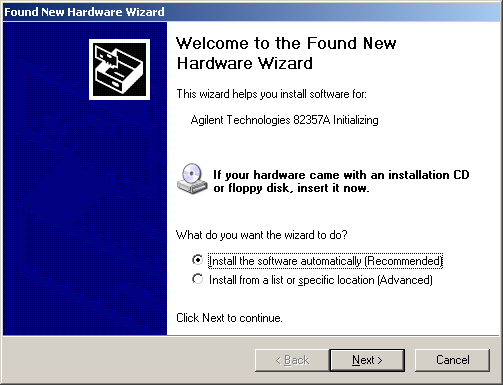 Found New Hardware Wizard
Welcome to the Found New
Hardware Wizard
This wizard helps you install software for:
Agilent Technologies 82357A Initializing
If your hardware came with an installation CD
or floppy disk, insert it now.
What do you want the wizard to do?
Install the software automatically (Recommended)
Install from a list or specific location (Advanced)
Click Next to continue.
< Back Next > Cancel